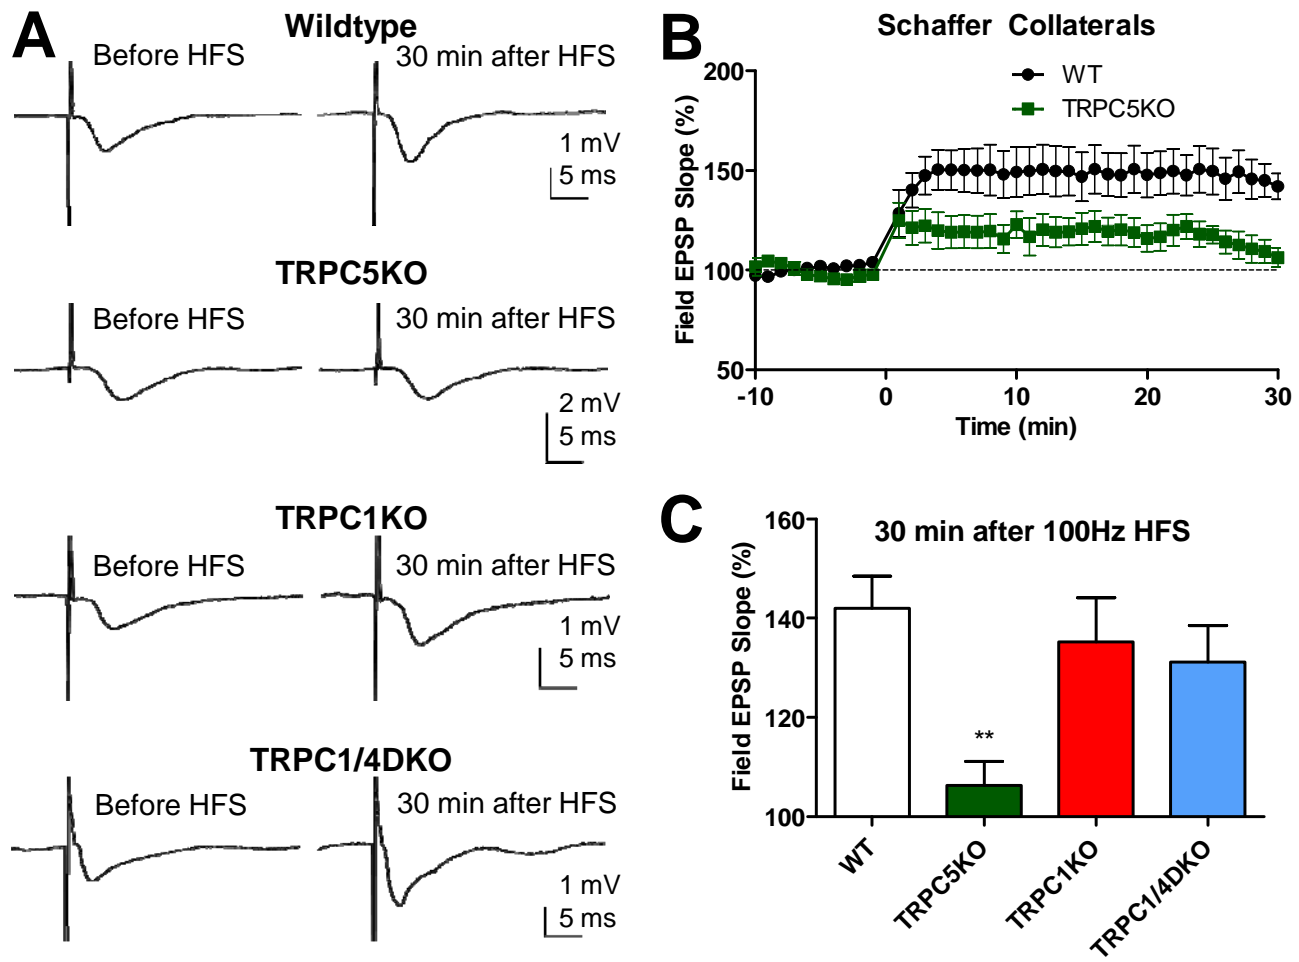 A
Wildtype
Before HFS
30 min after HFS
1 mV
5 ms
TRPC5KO
Before HFS
30 min after HFS
2 mV
5 ms
TRPC1KO
Before HFS
30 min after HFS
1 mV
5 ms
TRPC1/4DKO
Before HFS
30 min after HFS
1 mV
5 ms
B
Schaffer Collaterals
WT
TRPC5KO
Field EPSP Slope (%)
200
150
100
50
-10
0
10
20
30
Time (min)
C
30 min after 100Hz HFS
Field EPSP Slope (%)
160
140
120
100
**
WT
TRPC5KO
TRPC1KO
TRPC1/4DKO